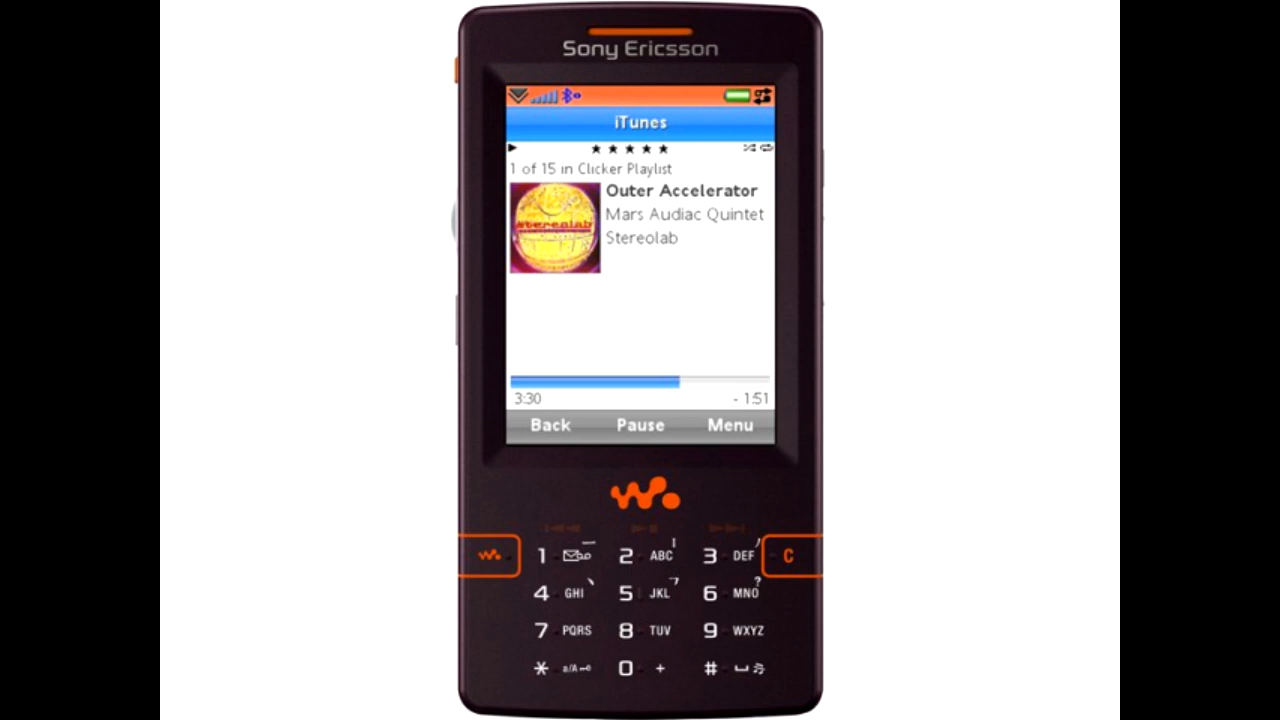 Sony Ericsson
iTunes
1 of 15 in Clicker Playlist
Outer Accelerator
Mars Audiac Quintet
Stereolab
stereolab
3:30 - 1:51
Back Pause Menu
1 2 ABC 3 DEF C
4 GHI 5 JKL 6 MNO
7 PQRS 8 TUV 9 WXYZ
* a/A 0 + #